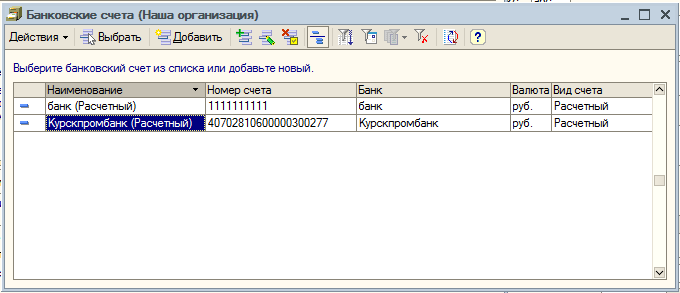 Банковские счета (Наша организация)
Действия Выбрать Добавить
Выберите банковский счет из списка или добавьте новый.
Наименование Номер счета Банк Валюта Вид счета
банк (Расчетный) 1111111111 банк руб. Расчетный
Курскпромбанк (Расчетный) 40702810600000300277 Курскпромбанк руб. Расчетный